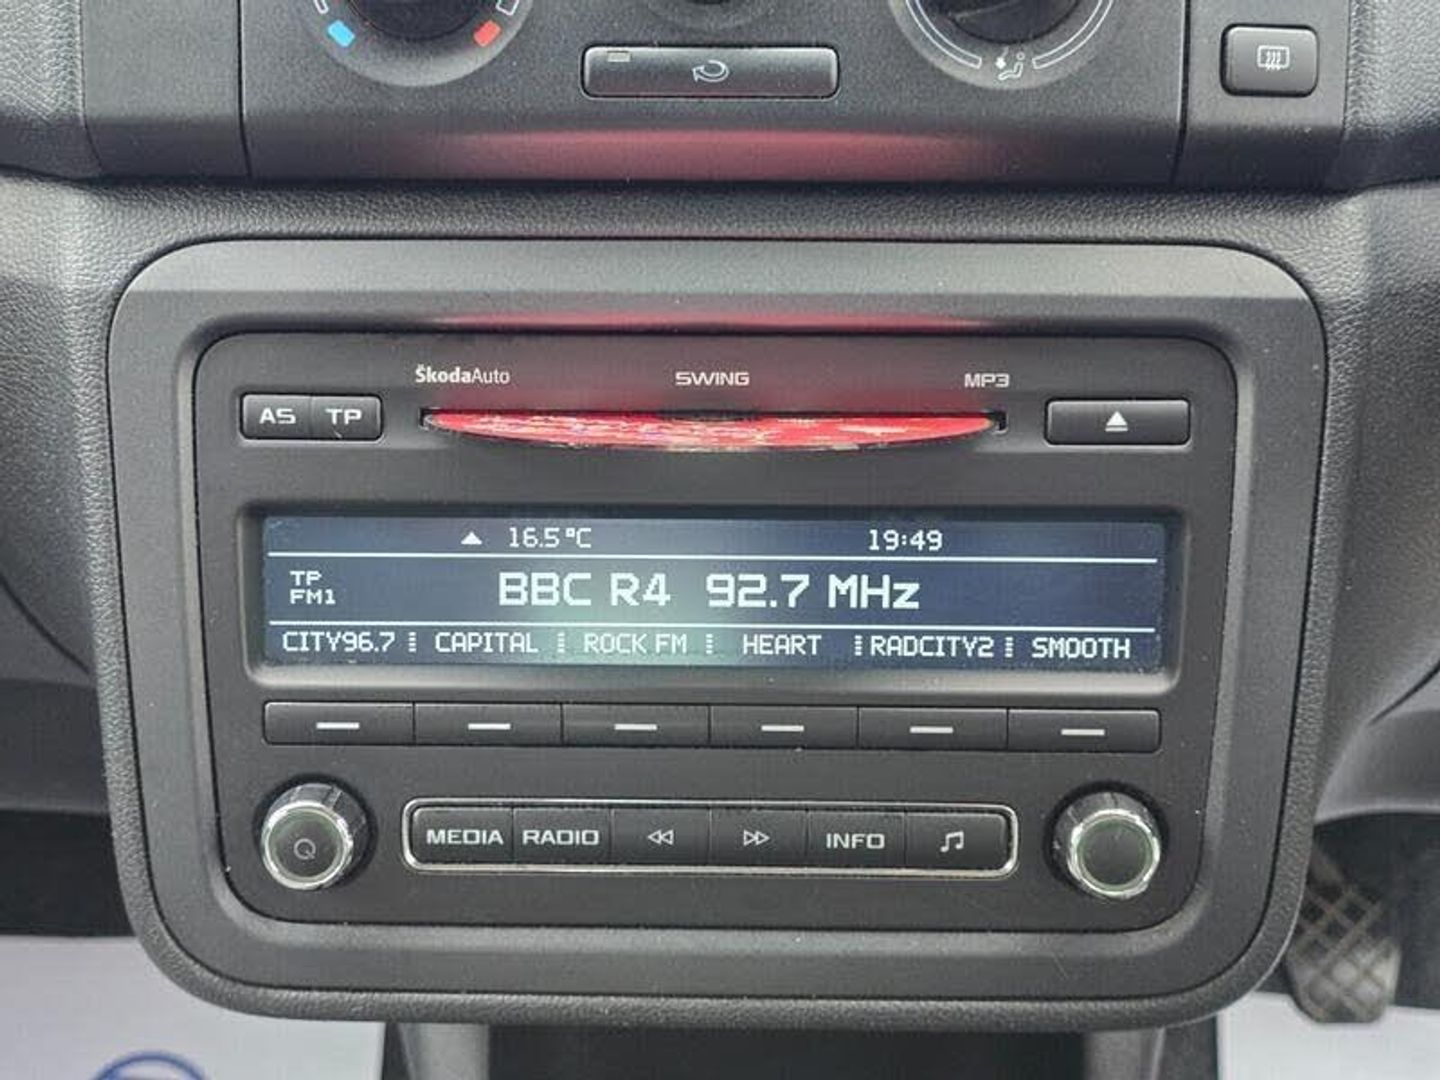 ŠkodaAuto SWING MP3
AS TP
16.5°C 19:49
TP
FM1
BBC R4 92.7 MHz
CITY96.7 CAPITAL ROCK FM HEART RADCITY2 SMOOTH
MEDIA RADIO INFO